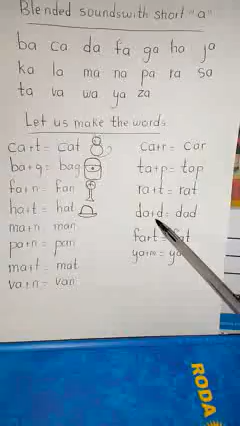 Blended sounds with short "a"
ba ca da fa ga ha ja
ka la ma na pa ra sa
ta va wa ya za
Let us make the words
ca+t = cat
ba+g = bag
fa+n = fan
ha+t = hat
ma+n = man
pa+n = pan
ma+t = mat
va+n = van
ca+r = car
ta+p = top
ra+t = rat
da+d = dad
fa+t = fat
ya+m =
RODA